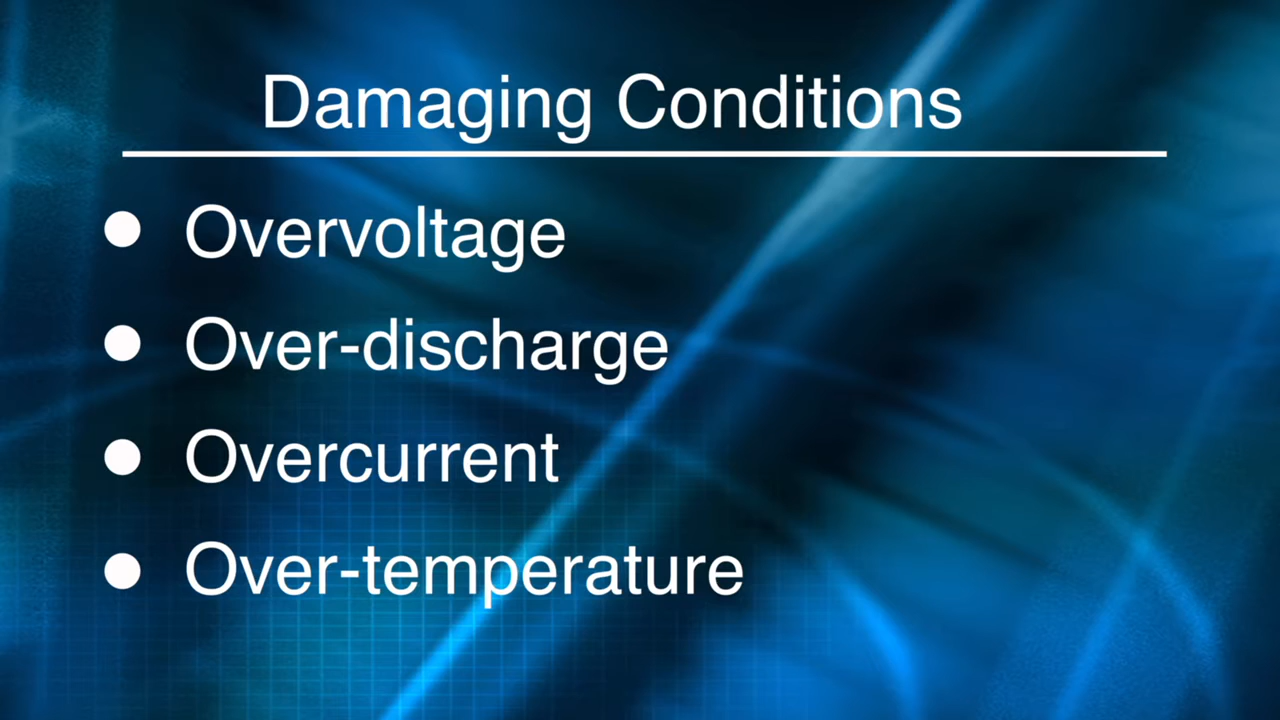 Damaging Conditions
● Overvoltage
● Over-discharge
● Overcurrent
● Over-temperature